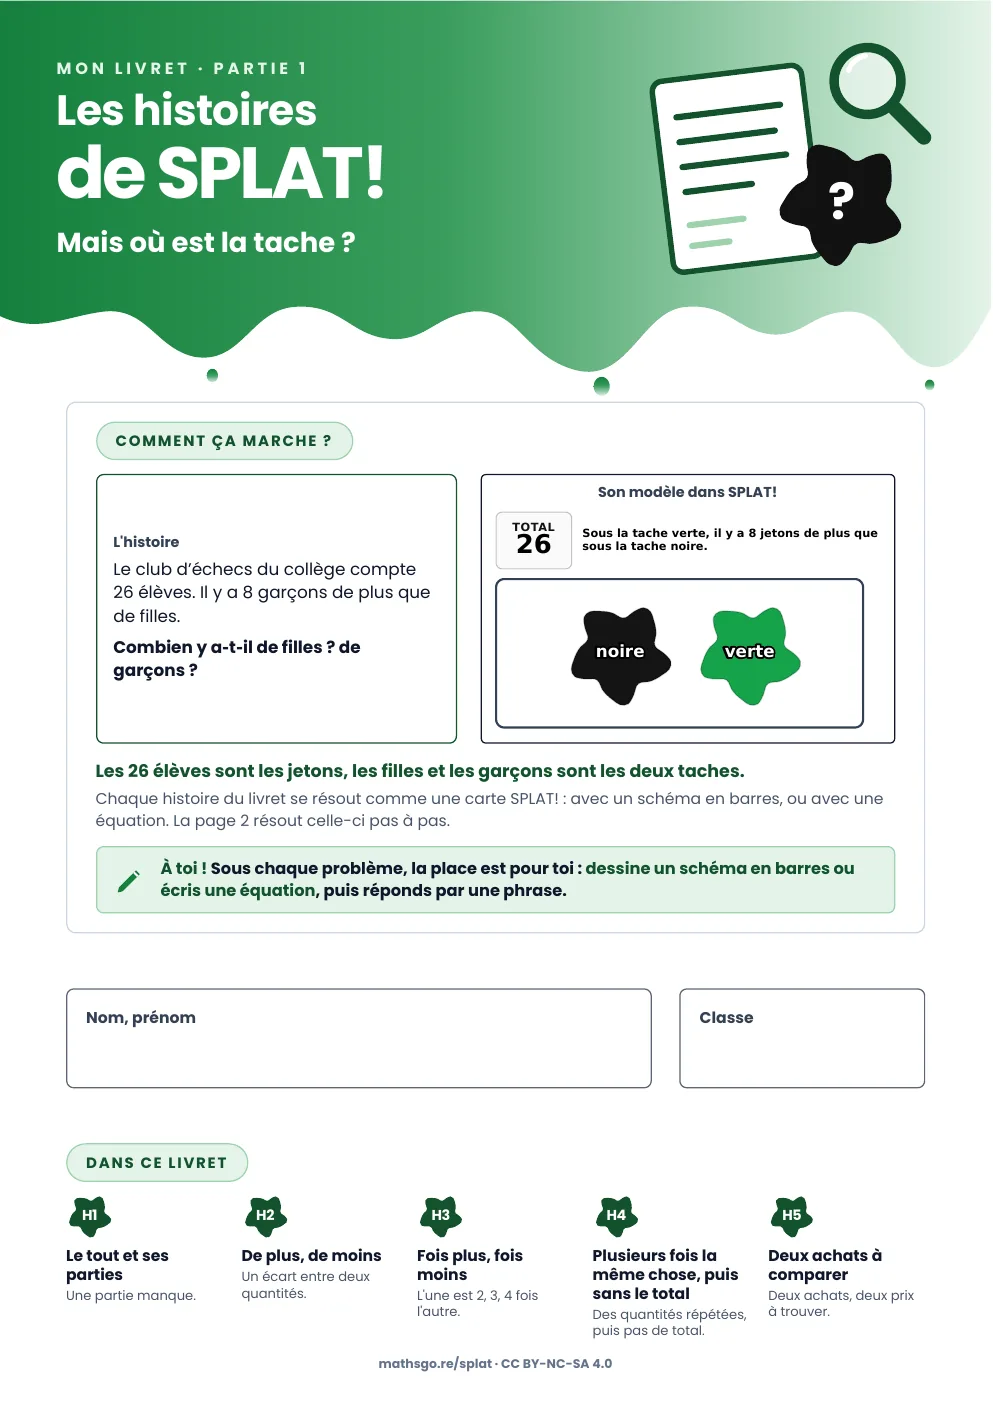 MON LIVRET · PARTIE 1
Les histoires
de SPLAT!
Mais où est la tache ?
?
COMMENT ÇA MARCHE ?
L'histoire
Le club d’échecs du collège compte
26 élèves. Il y a 8 garçons de plus que
de filles.
Combien y a-t-il de filles ? de
garçons ?
Son modèle dans SPLAT!
TOTAL
26
Sous la tache verte, il y a 8 jetons de plus que
sous la tache noire.
noire
verte
Les 26 élèves sont les jetons, les filles et les garçons sont les deux taches.
Chaque histoire du livret se résout comme une carte SPLAT! : avec un schéma en barres, ou avec une
équation. La page 2 résout celle-ci pas à pas.
À toi ! Sous chaque problème, la place est pour toi : dessine un schéma en barres ou
écris une équation, puis réponds par une phrase.
Nom, prénom
Classe
DANS CE LIVRET
H1
Le tout et ses
parties
Une partie manque.
H2
De plus, de moins
Un écart entre deux
quantités.
H3
Fois plus, fois
moins
L'une est 2, 3, 4 fois
l'autre.
H4
Plusieurs fois la
même chose, puis
sans le total
Des quantités répétées,
puis pas de total.
H5
Deux achats à
comparer
Deux achats, deux prix
à trouver.
mathsgo.re/splat · CC BY-NC-SA 4.0